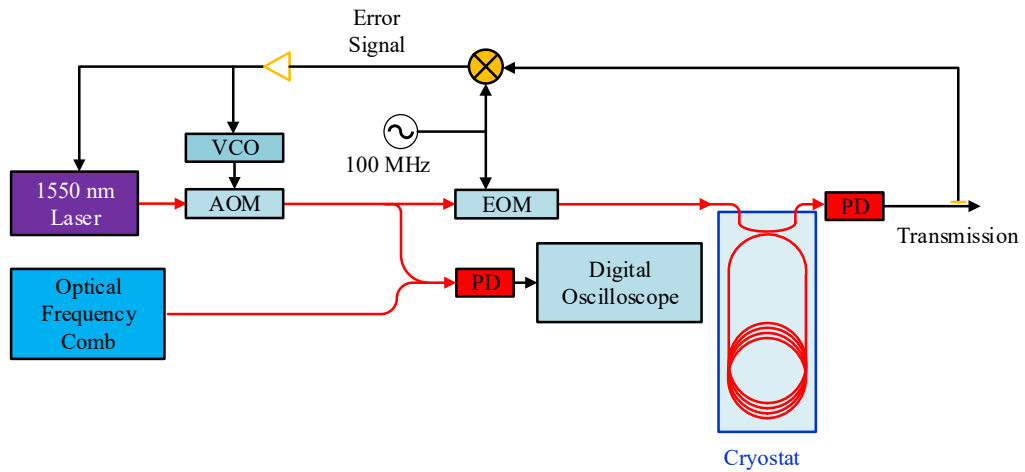 Error
Signal
VCO
100 MHz
1550 nm
Laser
AOM
EOM
PD
Transmission
Optical
Frequency
Comb
PD
Digital
Oscilloscope
Cryostat